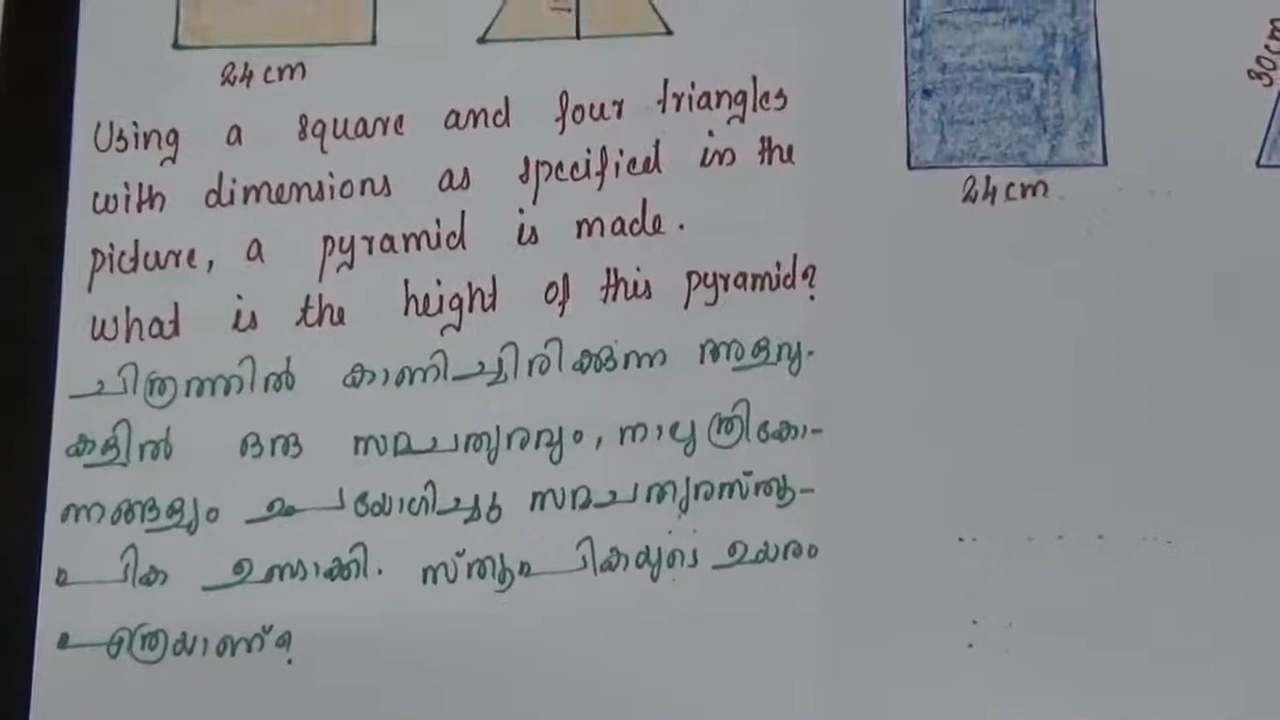 24 cm
Using a square and four triangles
with dimensions as specified in the
picture, a pyramid is made.
What is the height of this pyramid?
ചിത്രത്തിൽ കാണിച്ചിരിക്കുന്ന അളവു-
കളിൽ ഒരു സമചതുരവും, നാലു ത്രികോ-
ണങ്ങളും ഉപയോഗിച്ചു സമചതുരസ്തൂ-
പിക ഉണ്ടാക്കി. സ്തൂപികയുടെ ഉയരം
എത്രയാണ്?
24 cm
30 cm